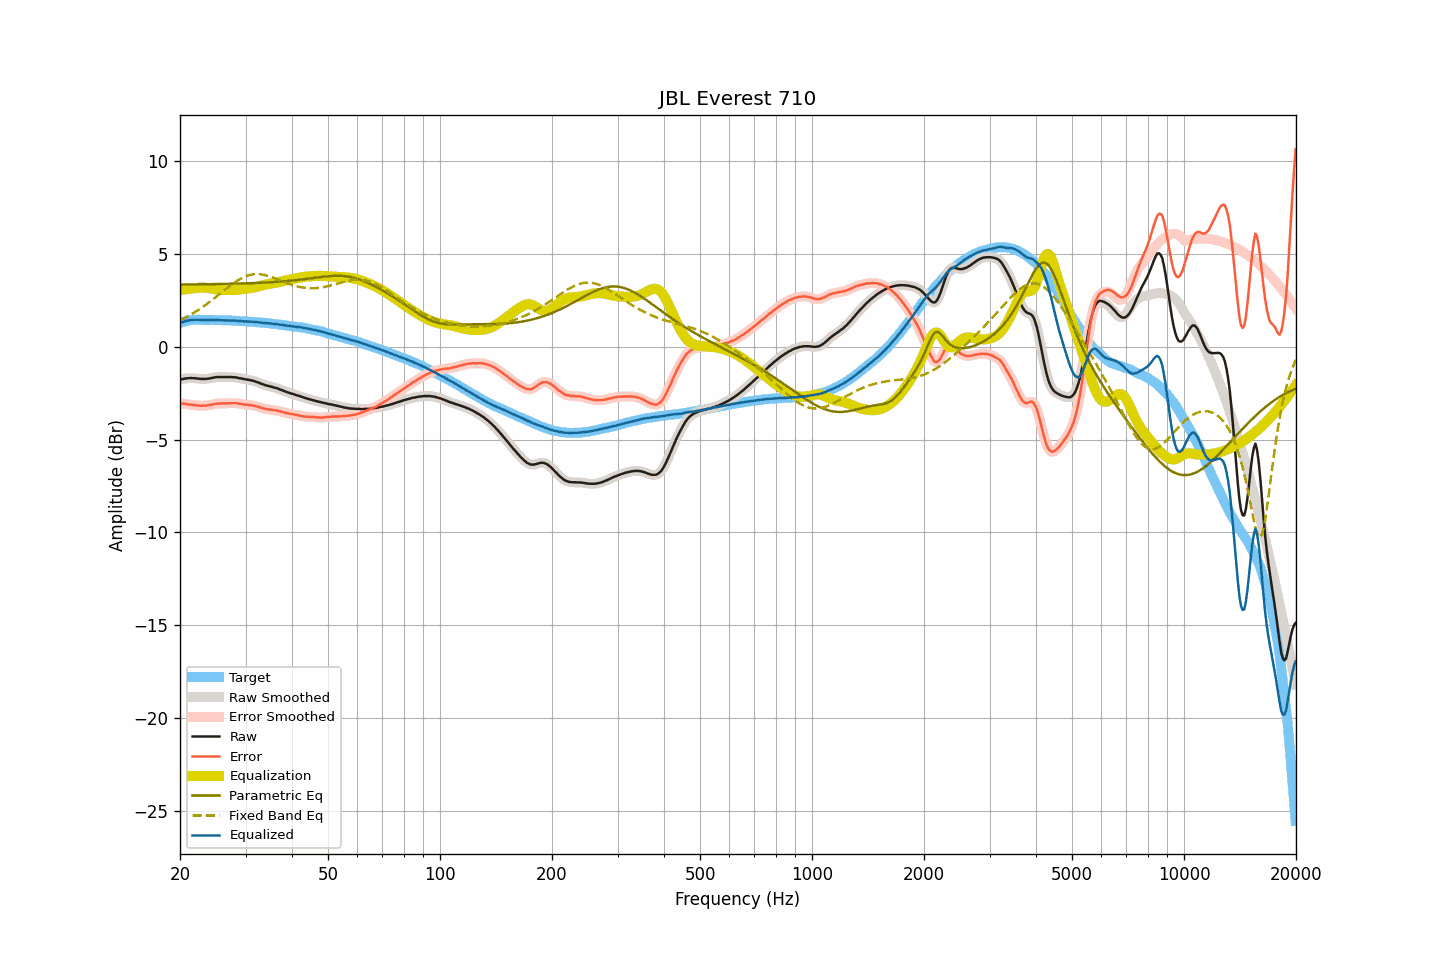 JBL Everest 710
Amplitude (dBr)
10
5
0
−5
−10
−15
−20
−25
Target
Raw Smoothed
Error Smoothed
Raw
Error
Equalization
Parametric Eq
Fixed Band Eq
Equalized
20 50 100 200 500 1000 2000 5000 10000 20000
Frequency (Hz)